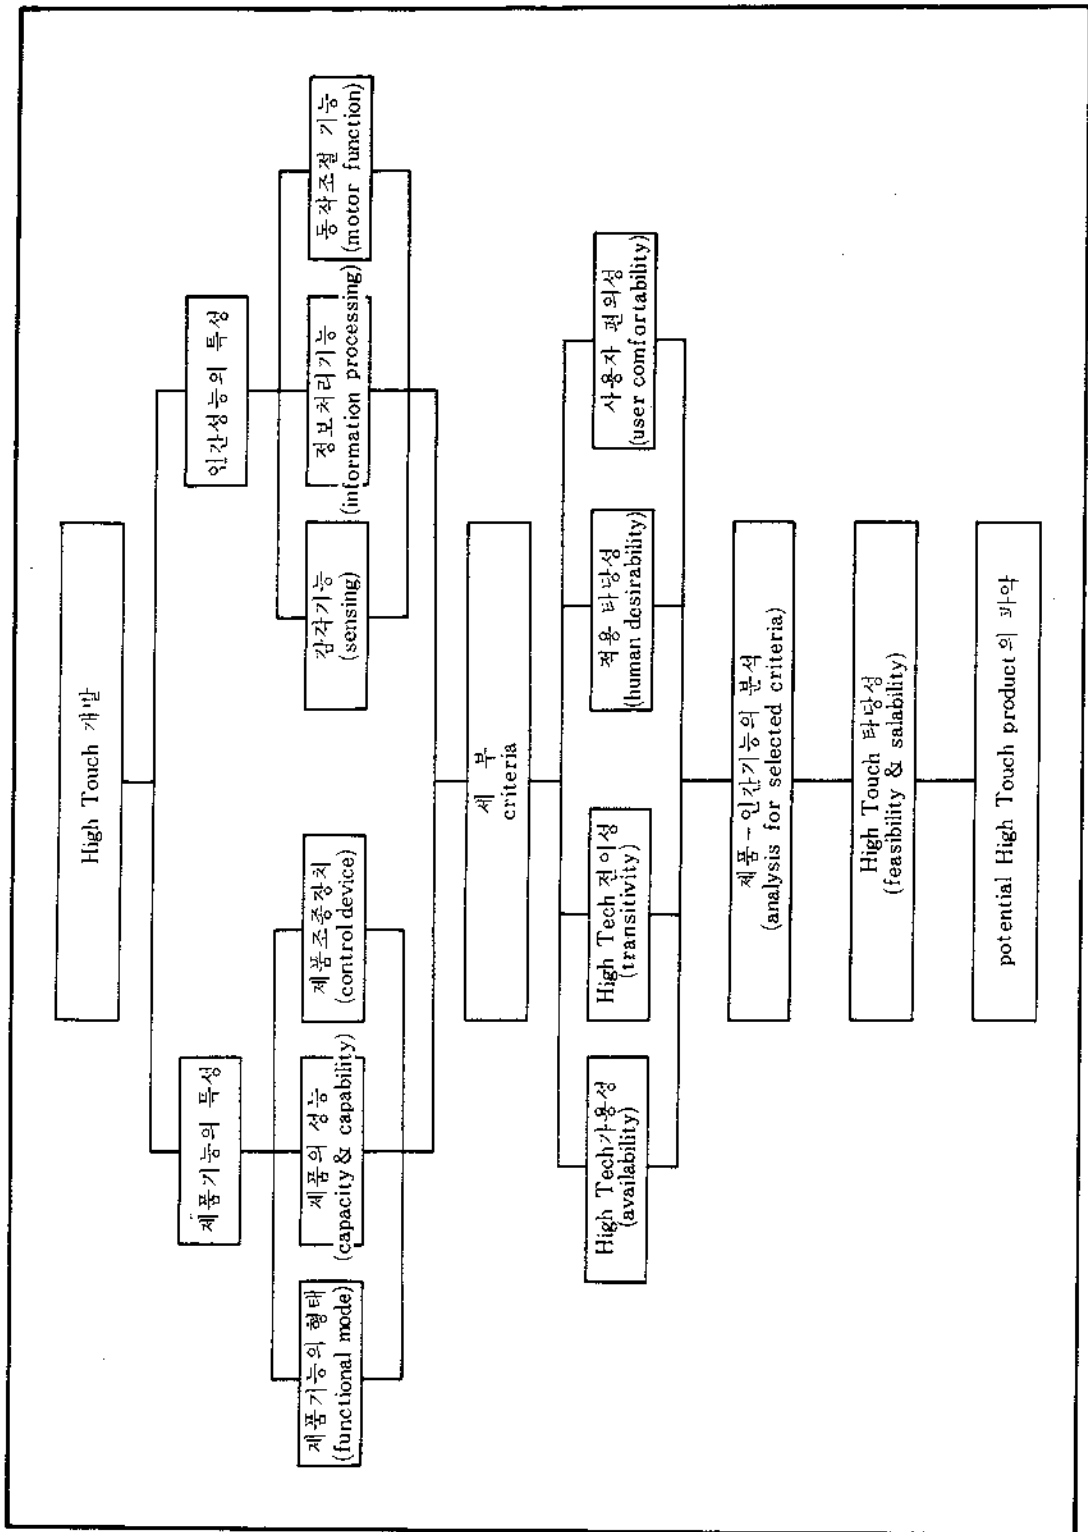 High Touch 개발
제품기능의 특성
인간성능의 특성
제품기능의 형태
(functional mode)
제품의 성능
(capacity & capability)
제품조종장치
(control device)
감각기능
(sensing)
정보처리기능
(information processing)
동작조절 기능
(motor function)
세 부
criteria
High Tech가용성
(availability)
High Tech전이성
(transitivity)
적용 타당성
(human desirability)
사용자 편의성
(user comfortability)
제품-인간기능의 분석
(analysis for selected criteria)
High Touch 타당성
(feasibility & salability)
potential High Touch product의 파악